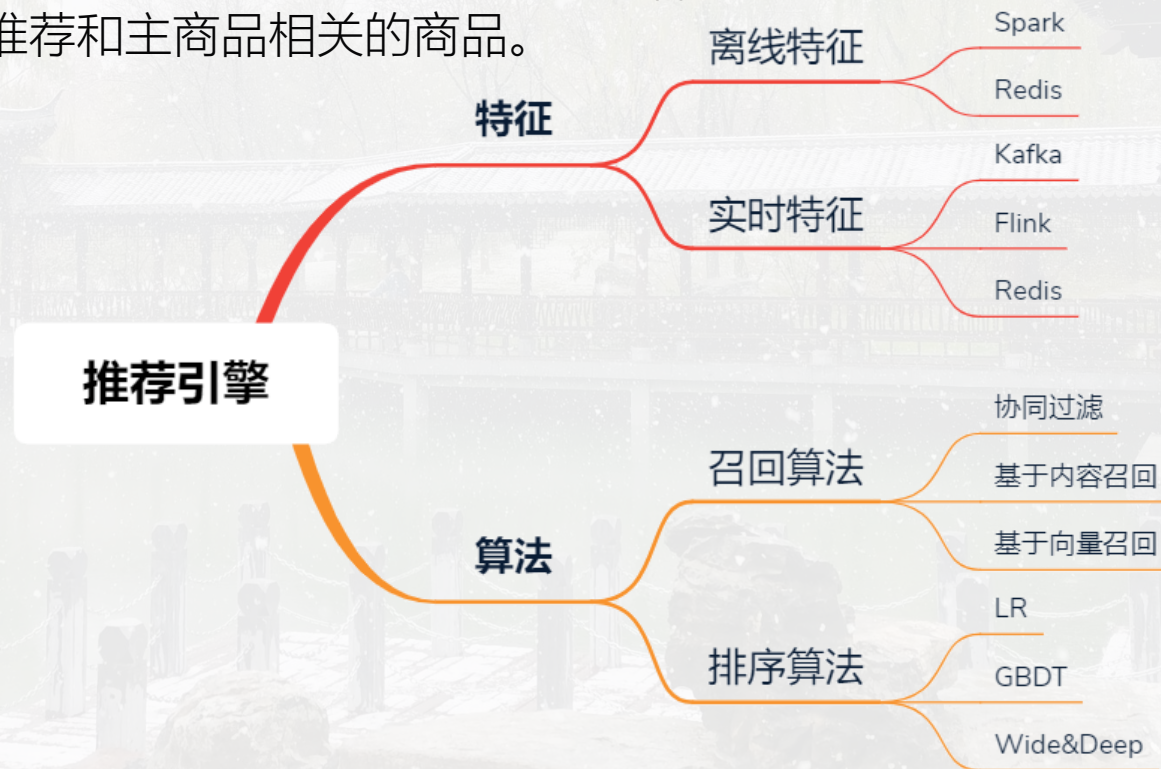 推荐和主商品相关的商品。
推荐引擎
特征
离线特征
Spark
Redis
实时特征
Kafka
Flink
Redis
算法
召回算法
协同过滤
基于内容召回
基于向量召回
排序算法
LR
GBDT
Wide&Deep